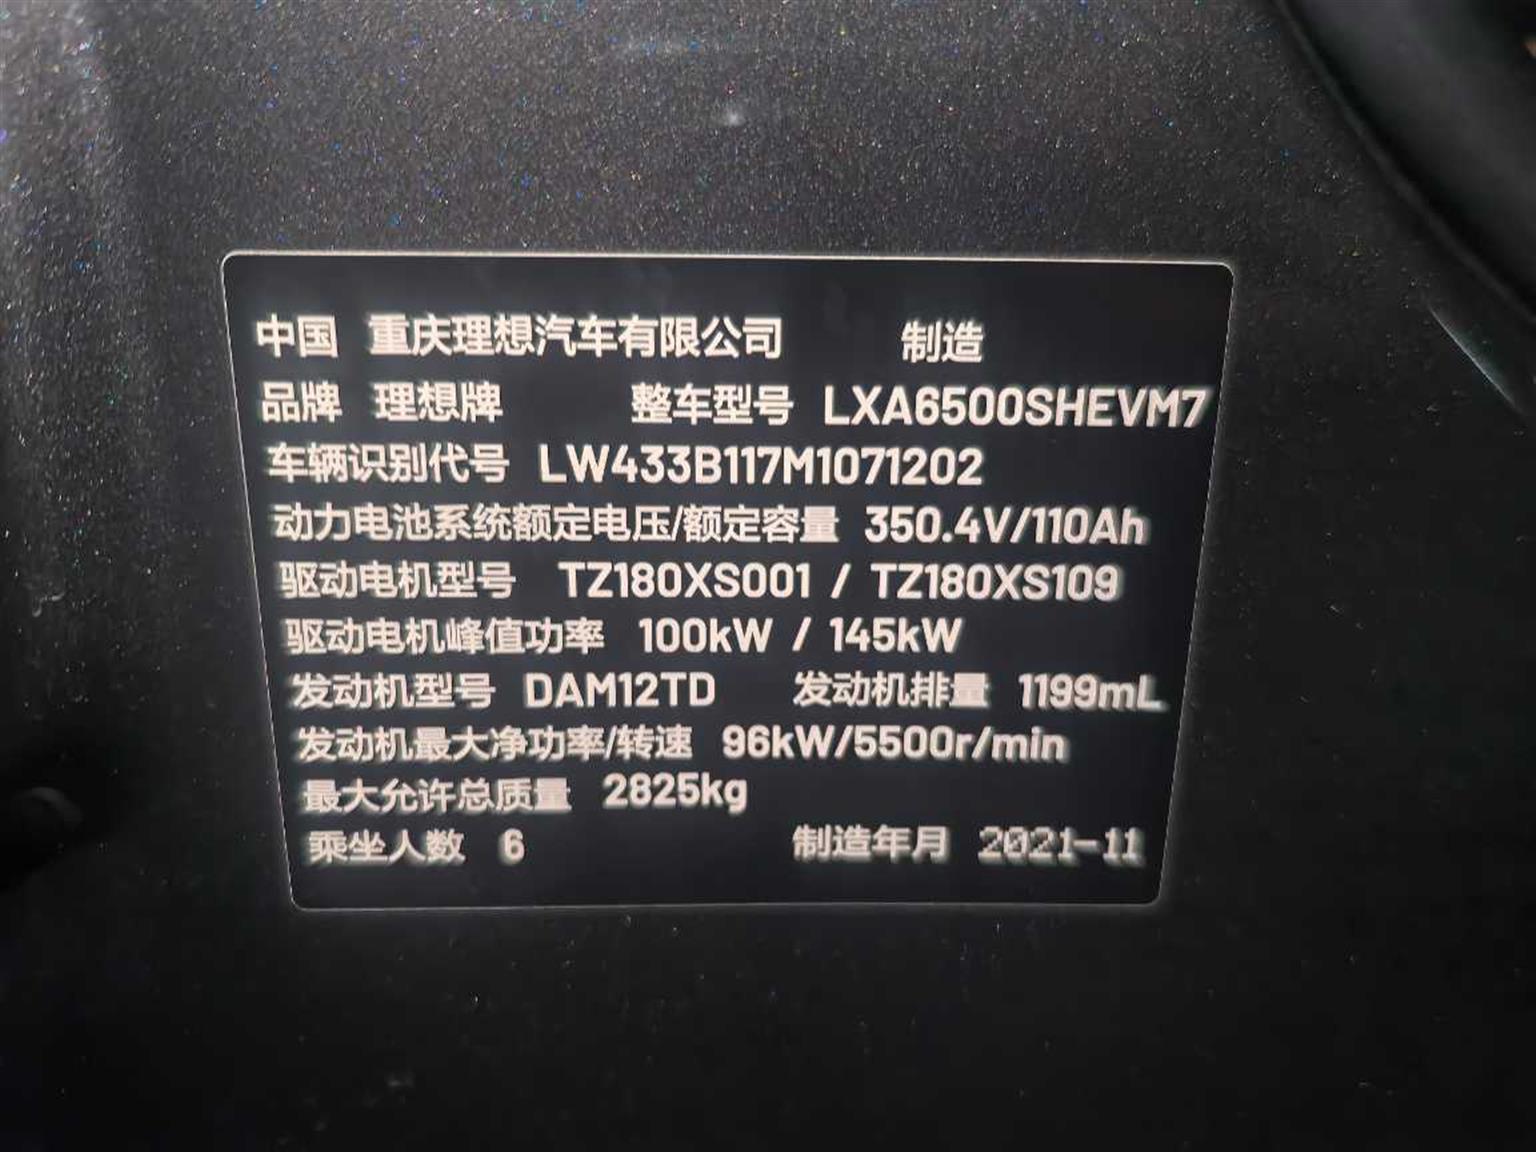 中国 重庆理想汽车有限公司 制造
品牌 理想牌 整车型号 LXA6500SHEVM7
车辆识别代号 LW433B117M1071202
动力电池系统额定电压/额定容量 350.4V/110Ah
驱动电机型号 TZ180XS001 / TZ180XS109
驱动电机峰值功率 100kW / 145kW
发动机型号 DAM12TD 发动机排量 1199mL
发动机最大净功率/转速 96kW/5500r/min
最大允许总质量 2825kg
乘坐人数 6 制造年月 2021-11